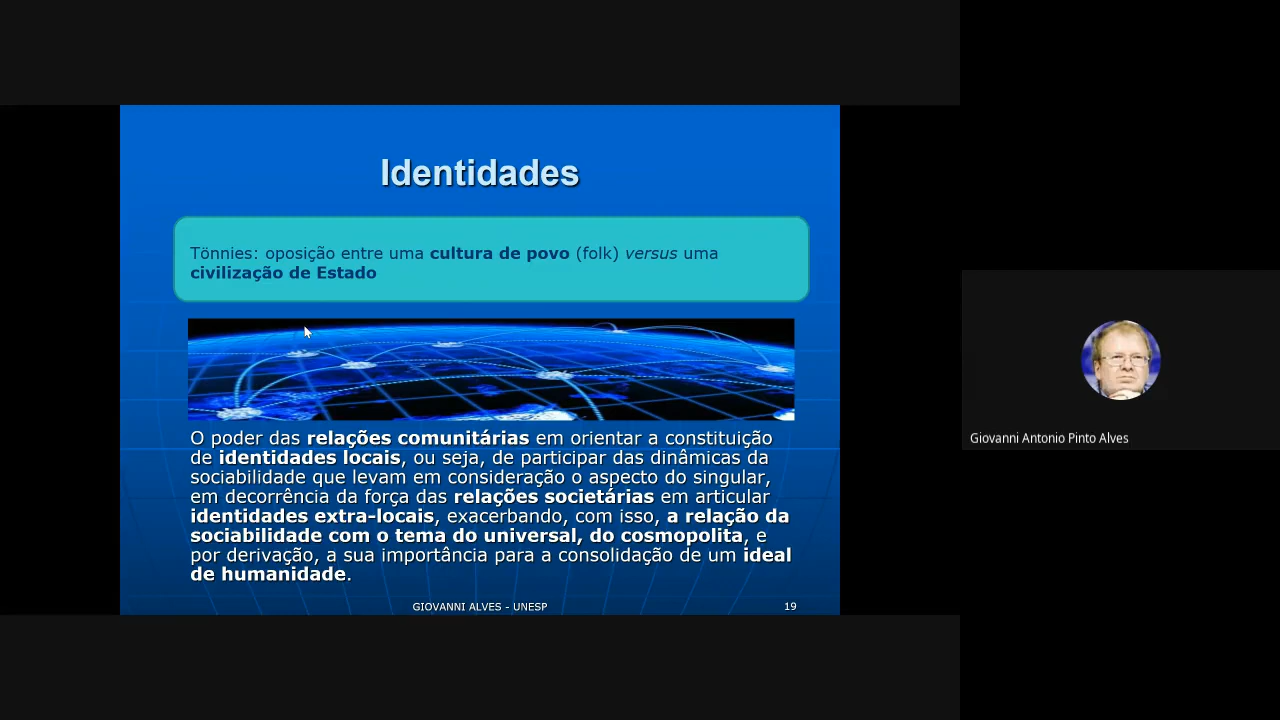 Identidades
Tönnies: oposição entre uma cultura de povo (folk) versus uma
civilização de Estado
O poder das relações comunitárias em orientar a constituição
de identidades locais, ou seja, de participar das dinâmicas da
sociabilidade que levam em consideração o aspecto do singular,
em decorrência da força das relações societárias em articular
identidades extra-locais, exacerbando, com isso, a relação da
sociabilidade com o tema do universal, do cosmopolita, e
por derivação, a sua importância para a consolidação de um ideal
de humanidade.
GIOVANNI ALVES - UNESP
19
Giovanni Antonio Pinto Alves